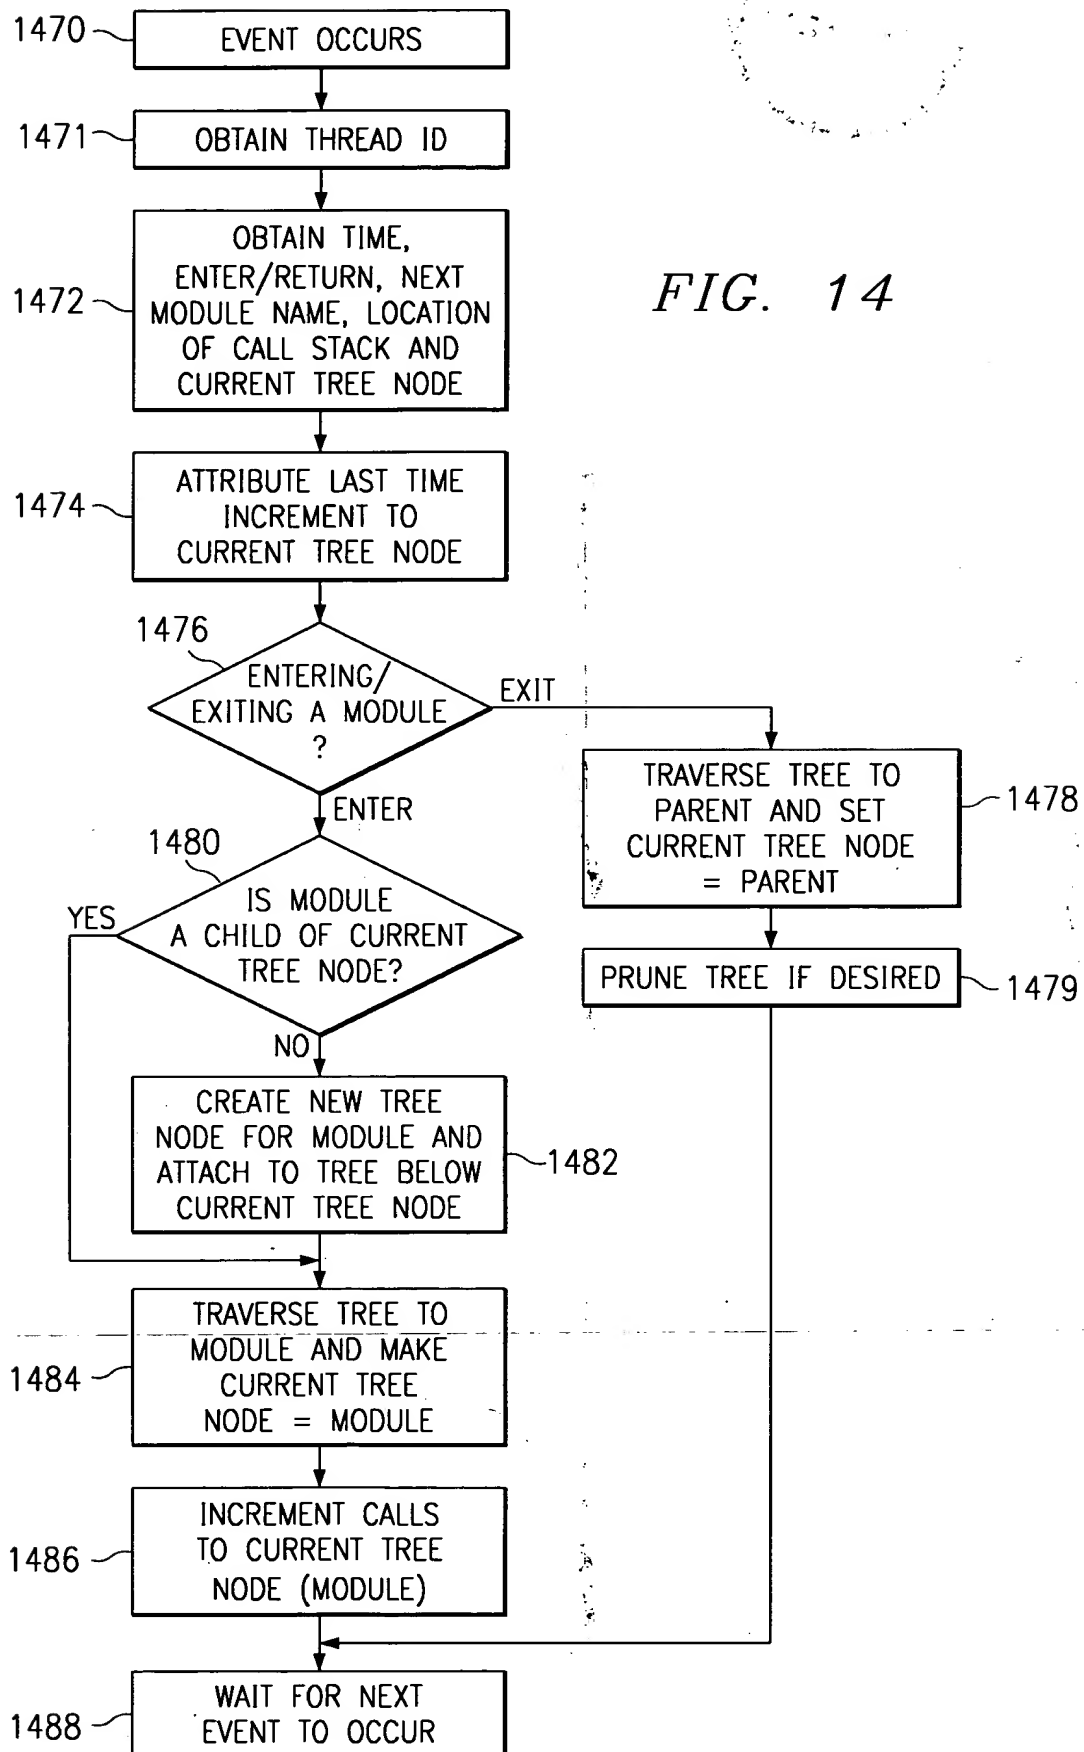 1470
EVENT OCCURS
1471
OBTAIN THREAD ID
1472
OBTAIN TIME,
ENTER/RETURN, NEXT
MODULE NAME, LOCATION
OF CALL STACK AND
CURRENT TREE NODE
FIG. 14
1474
ATTRIBUTE LAST TIME
INCREMENT TO
CURRENT TREE NODE
1476
ENTERING/
EXITING A MODULE
?
EXIT
ENTER
TRAVERSE TREE TO
PARENT AND SET
CURRENT TREE NODE
= PARENT
1478
PRUNE TREE IF DESIRED
1479
1480
IS MODULE
A CHILD OF CURRENT
TREE NODE?
YES
NO
CREATE NEW TREE
NODE FOR MODULE AND
ATTACH TO TREE BELOW
CURRENT TREE NODE
1482
1484
TRAVERSE TREE TO
MODULE AND MAKE
CURRENT TREE
NODE = MODULE
1486
INCREMENT CALLS
TO CURRENT TREE
NODE (MODULE)
1488
WAIT FOR NEXT
EVENT TO OCCUR